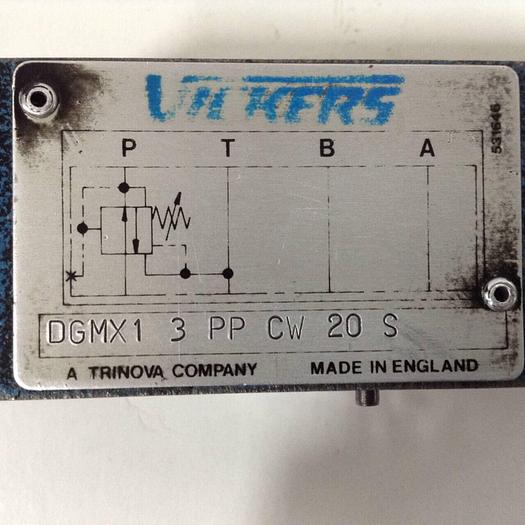 VICKERS
P T B A
531646
DGMX1 3 PP CW 20 S
A TRINOVA COMPANY MADE IN ENGLAND